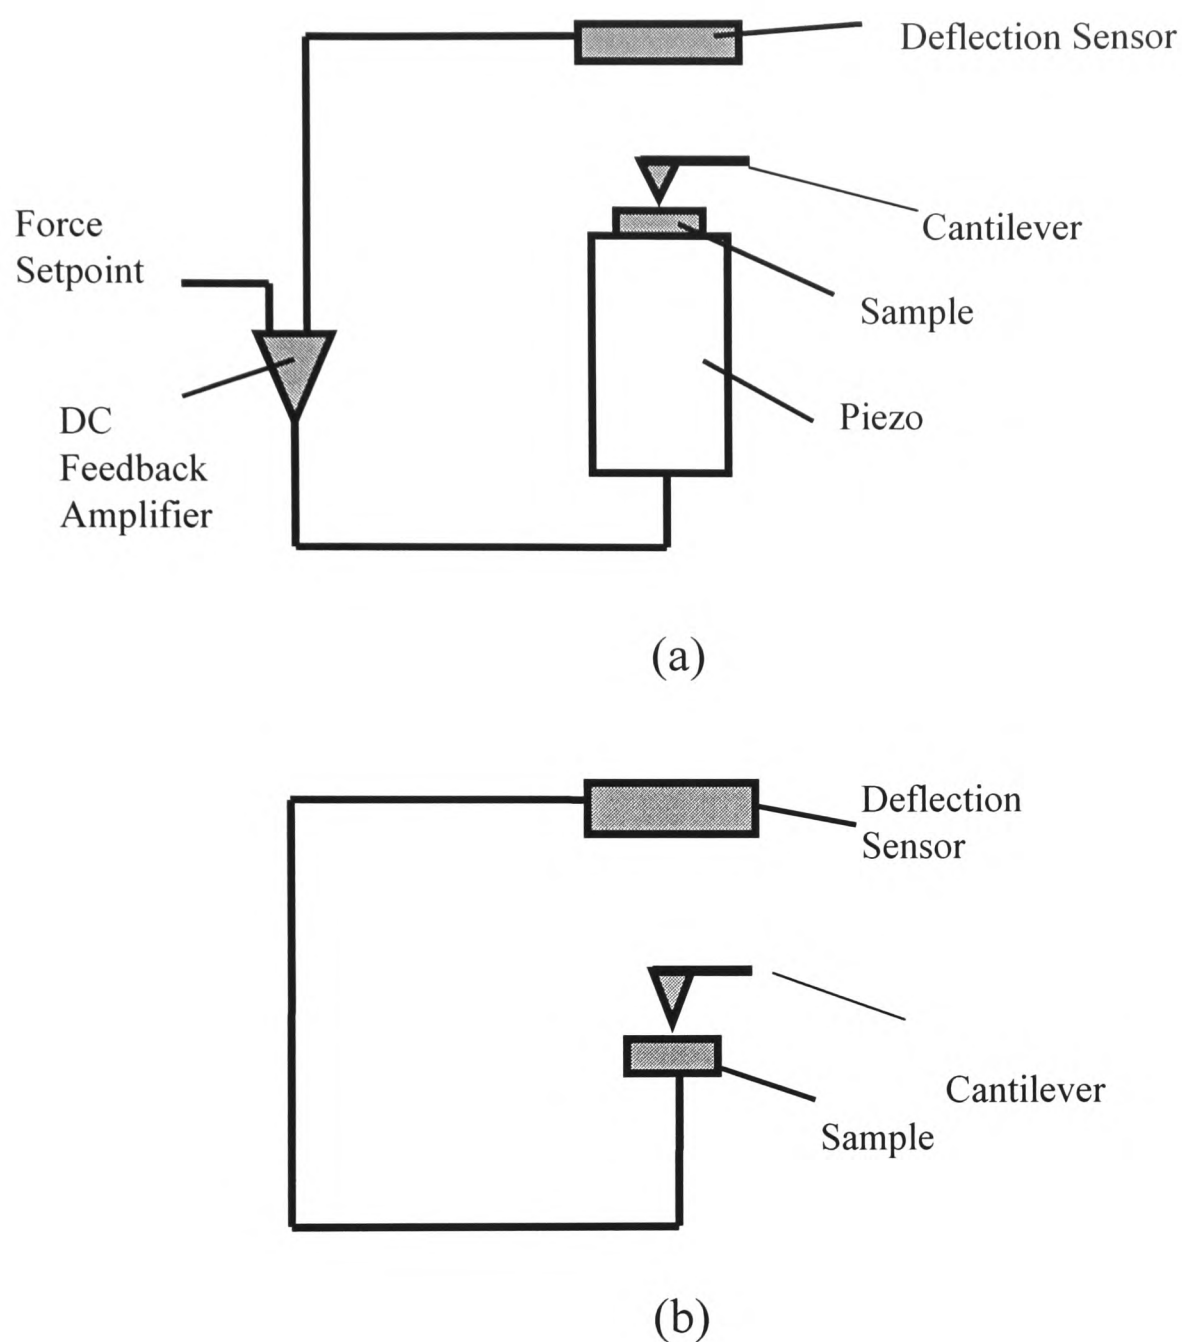 Deflection Sensor
Force
Setpoint
Cantilever
Sample
DC
Feedback
Amplifier
Piezo
(a)
Deflection
Sensor
Cantilever
Sample
(b)